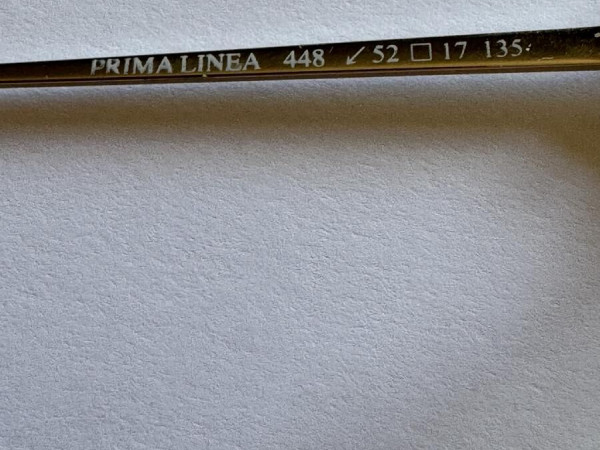 PRIMA LINEA 448 ↙ 52 □ 17 135